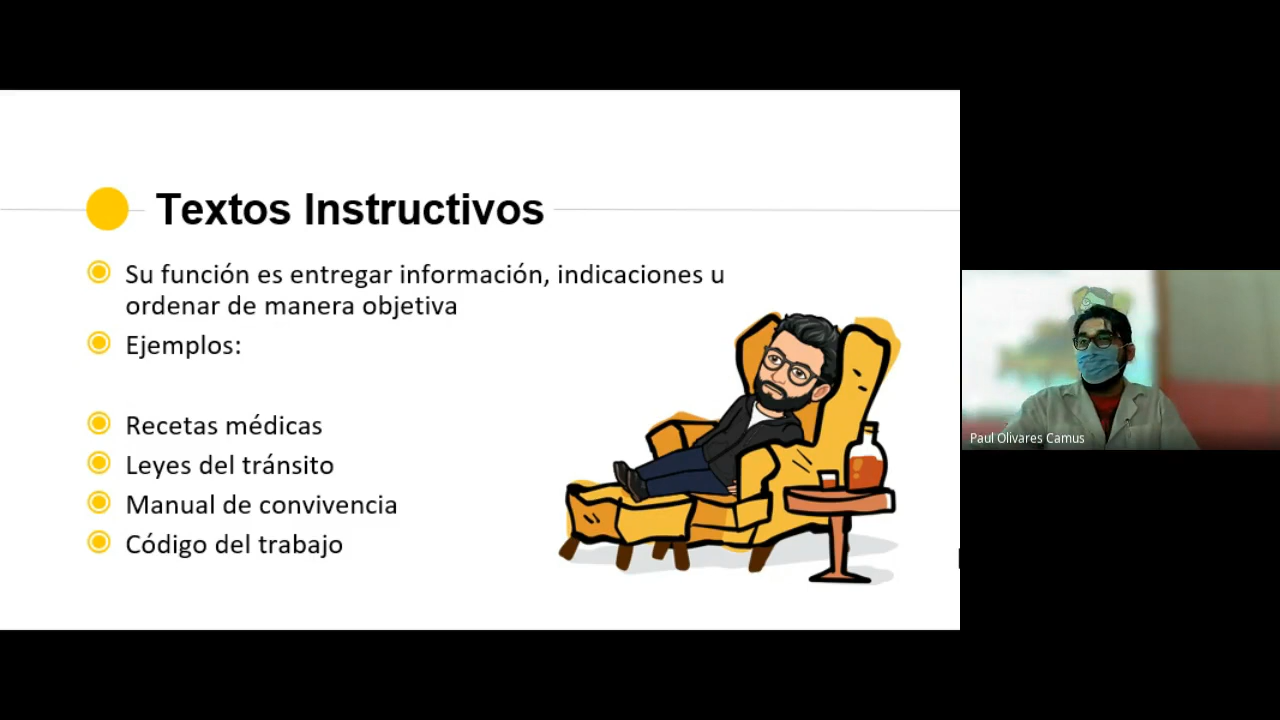 Textos Instructivos
Su función es entregar información, indicaciones u
ordenar de manera objetiva
Ejemplos:
Recetas médicas
Leyes del tránsito
Manual de convivencia
Código del trabajo
Paul Olivares Camus